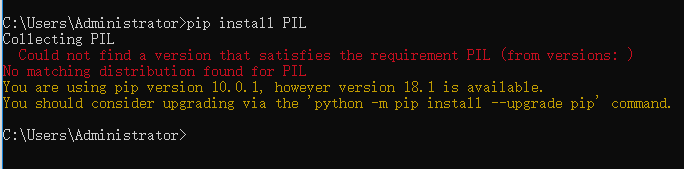 C:\Users\Administrator>pip install PIL
Collecting PIL
  Could not find a version that satisfies the requirement PIL (from versions: )
No matching distribution found for PIL
You are using pip version 10.0.1, however version 18.1 is available.
You should consider upgrading via the 'python -m pip install --upgrade pip' command.
C:\Users\Administrator>